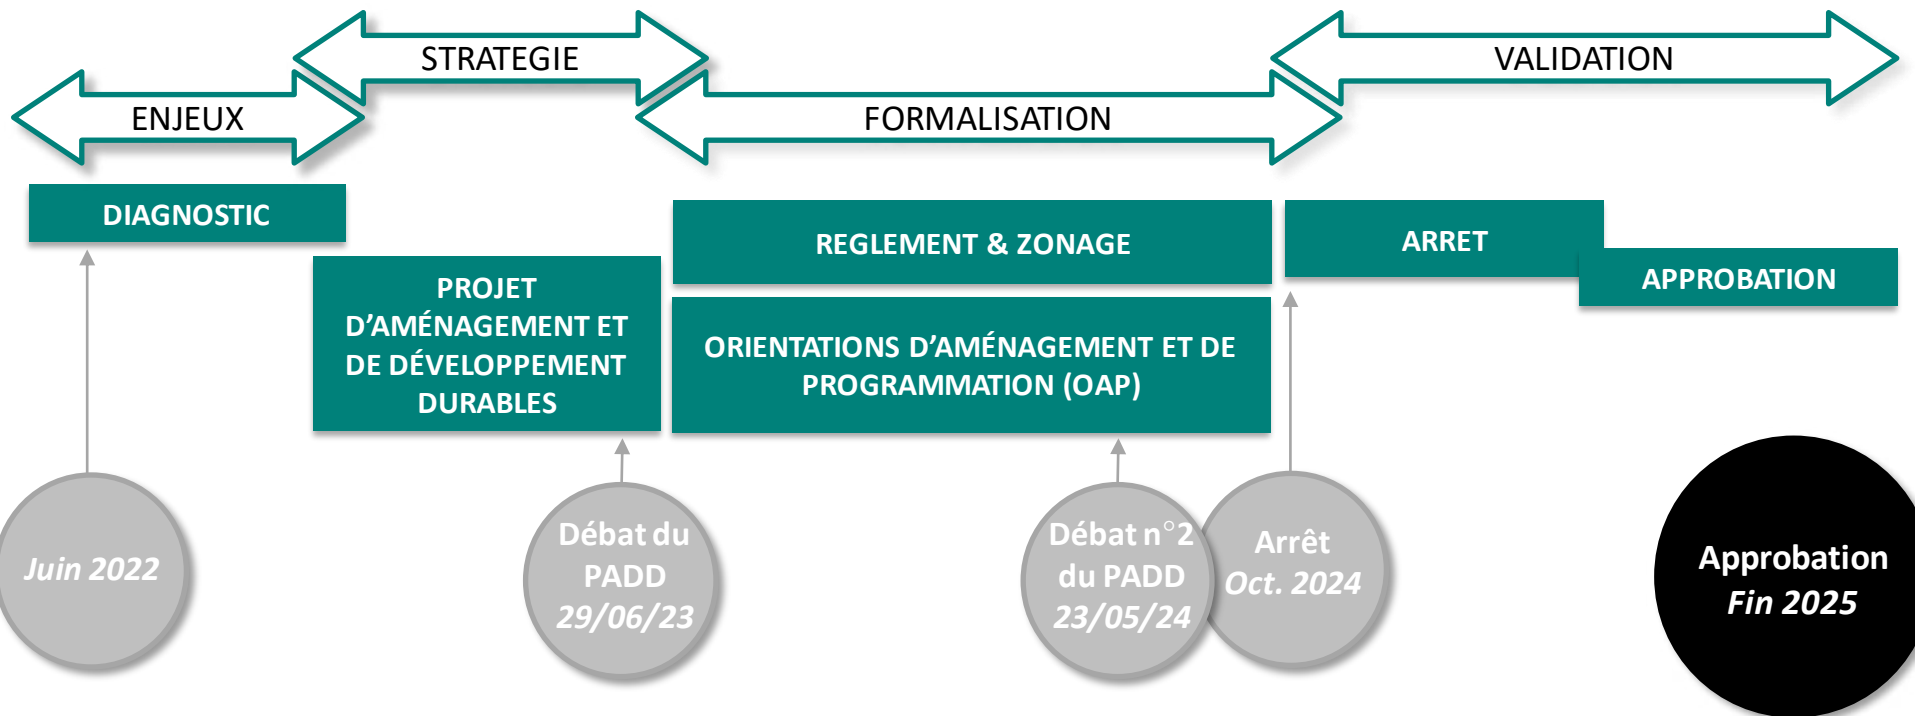 STRATEGIE
VALIDATION
ENJEUX
FORMALISATION
DIAGNOSTIC
REGLEMENT & ZONAGE
ARRET
APPROBATION
PROJET
D’AMÉNAGEMENT ET
DE DÉVELOPPEMENT
DURABLES
ORIENTATIONS D’AMÉNAGEMENT ET DE
PROGRAMMATION (OAP)
Juin 2022
Débat du
PADD
29/06/23
Débat n°2
du PADD
23/05/24
Arrêt
Oct. 2024
Approbation
Fin 2025